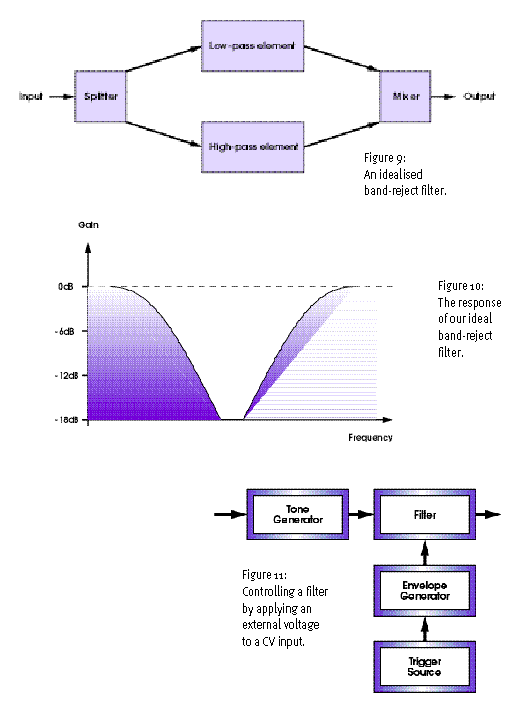 Low-pass element
Input
Splitter
Mixer
Output
High-pass element
Figure 9:
An idealised
band-reject filter.
Gain
0dB
-6dB
-12dB
-18dB
Frequency
Figure 10:
The response
of our ideal
band-reject
filter.
Tone
Generator
Filter
Envelope
Generator
Trigger
Source
Figure 11:
Controlling a filter
by applying an
external voltage
to a CV input.